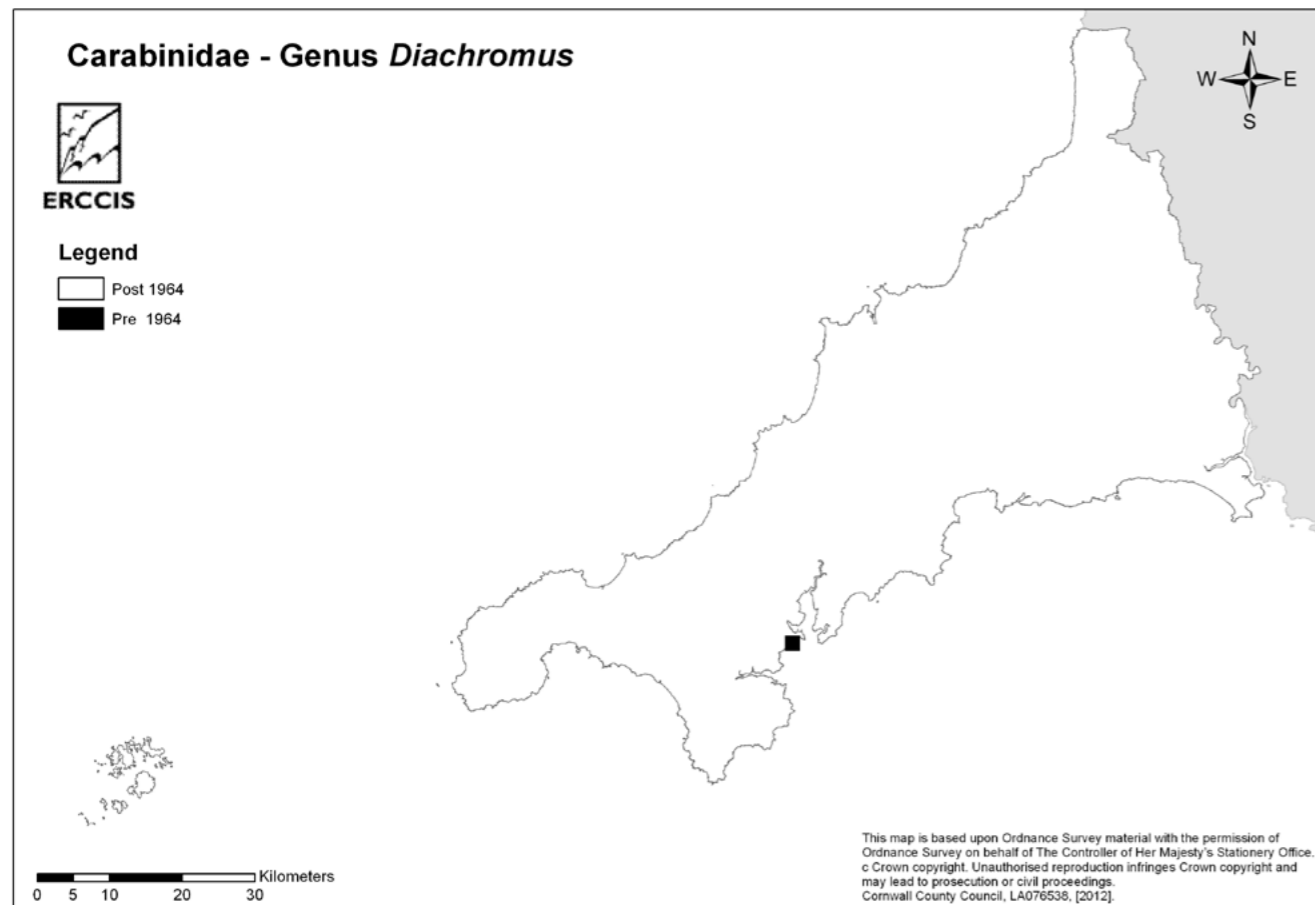 Carabinidae - Genus Diachromus
N
W E
S
ERCCIS
Legend
Post 1964
Pre 1964
Kilometers
0 5 10 20 30
This map is based upon Ordnance Survey material with the permission of
Ordnance Survey on behalf of The Controller of Her Majesty's Stationery Office.
c Crown copyright. Unauthorised reproduction infringes Crown copyright and
may lead to prosecution or civil proceedings.
Cornwall County Council, LA076538, [2012].